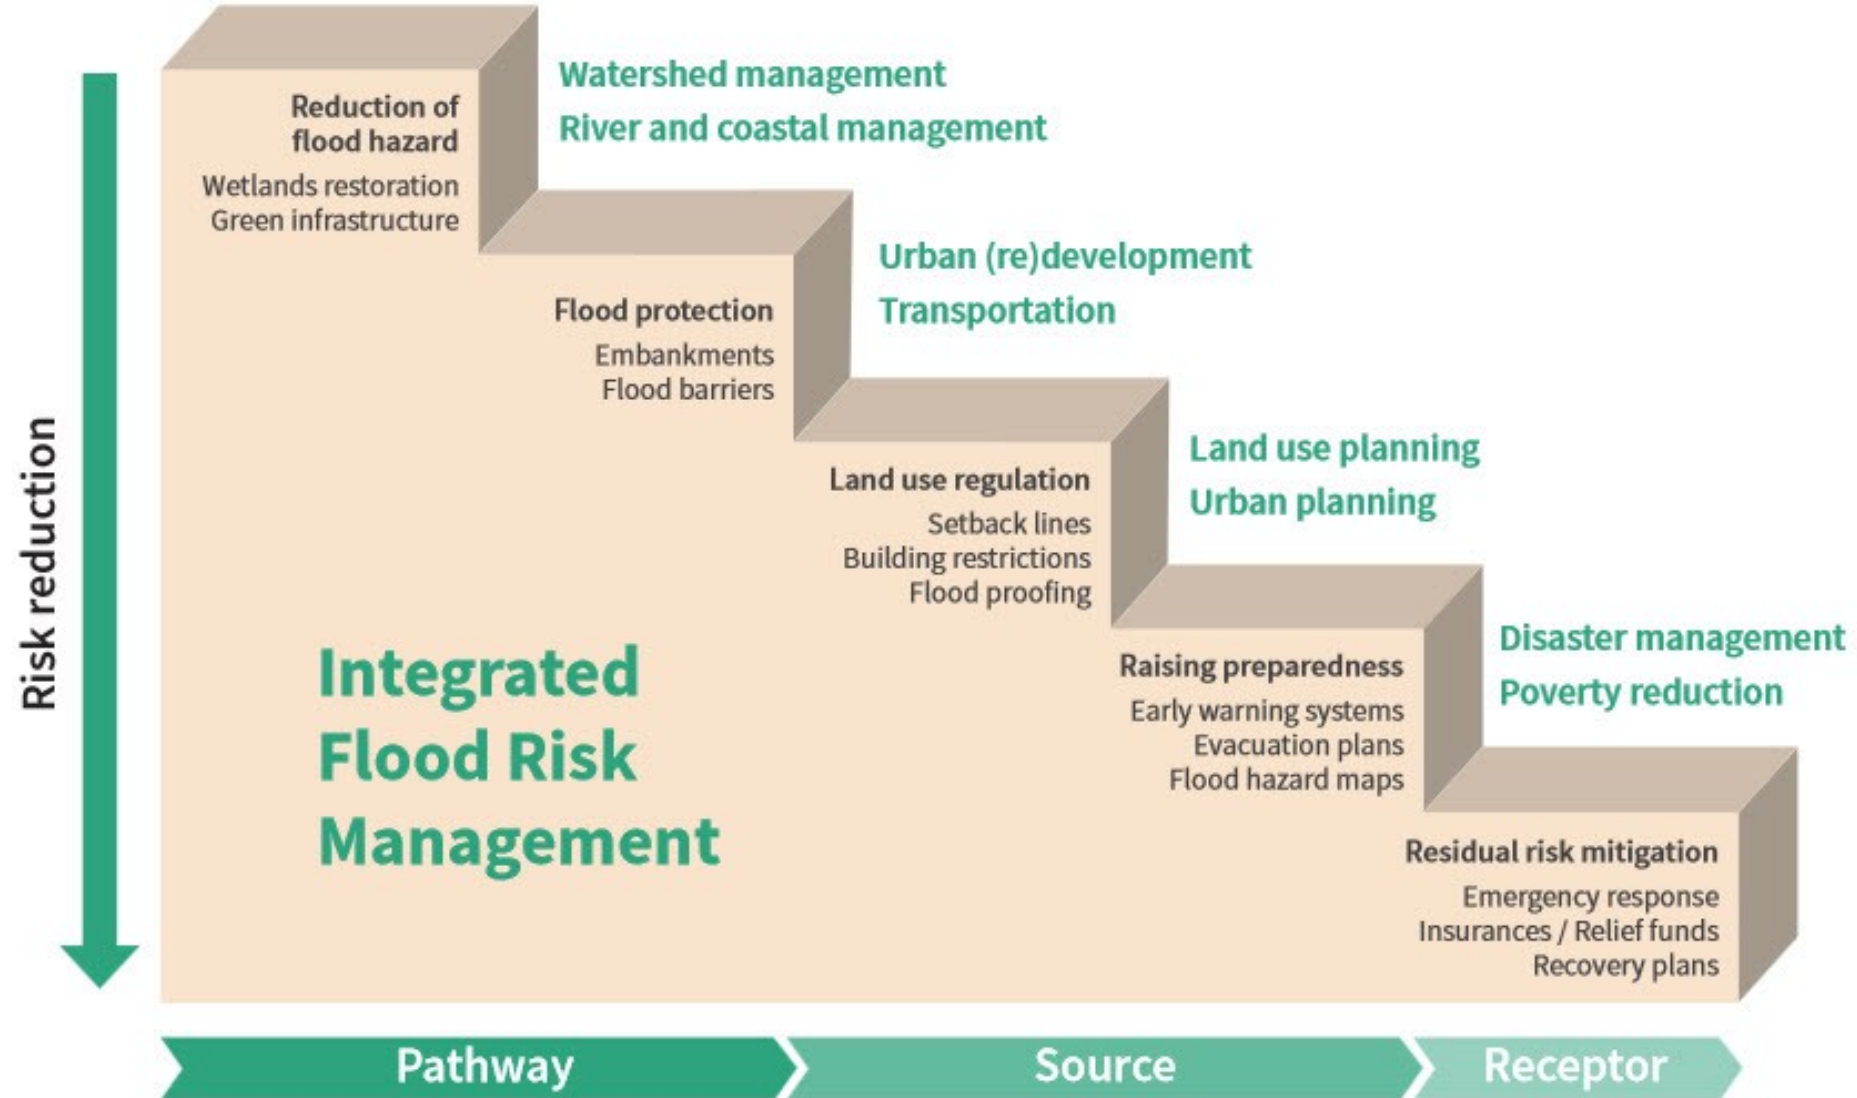 Risk reduction
Reduction of
flood hazard
Wetlands restoration
Green infrastructure
Watershed management
River and coastal management
Flood protection
Embankments
Flood barriers
Urban (re)development
Transportation
Land use regulation
Setback lines
Building restrictions
Flood proofing
Land use planning
Urban planning
Raising preparedness
Early warning systems
Evacuation plans
Flood hazard maps
Disaster management
Poverty reduction
Residual risk mitigation
Emergency response
Insurances / Relief funds
Recovery plans
Integrated
Flood Risk
Management
Pathway
Source
Receptor